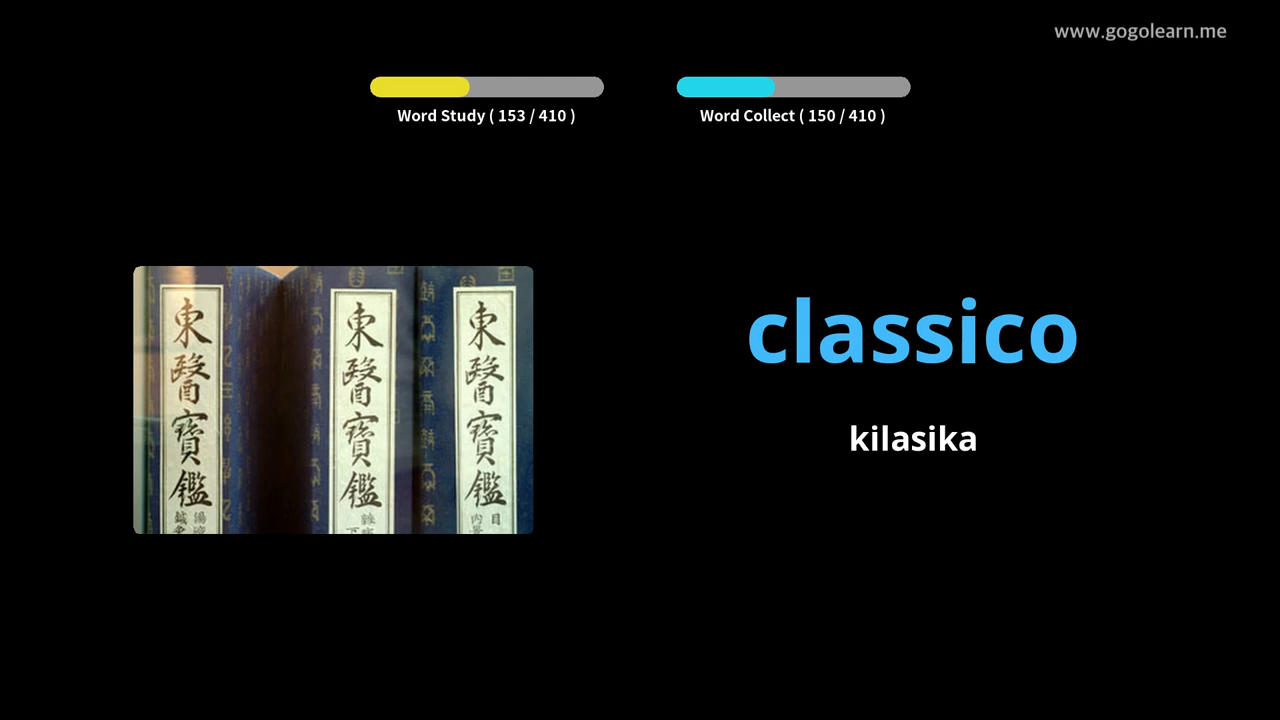 www.gogolearn.me
Word Study ( 153 / 410 )
Word Collect ( 150 / 410 )
東醫寶鑑
東醫寶鑑
東醫寶鑑
classico
kilasika